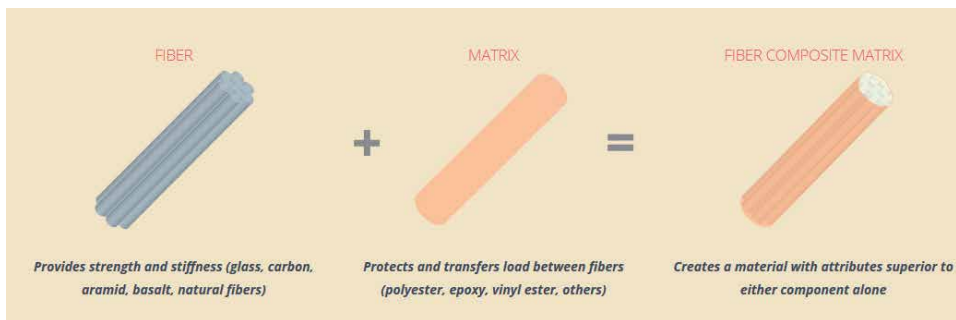 FIBER
MATRIX
FIBER COMPOSITE MATRIX
+
=
Provides strength and stiffness (glass, carbon,
aramid, basalt, natural fibers)
Protects and transfers load between fibers
(polyester, epoxy, vinyl ester, others)
Creates a material with attributes superior to
either component alone